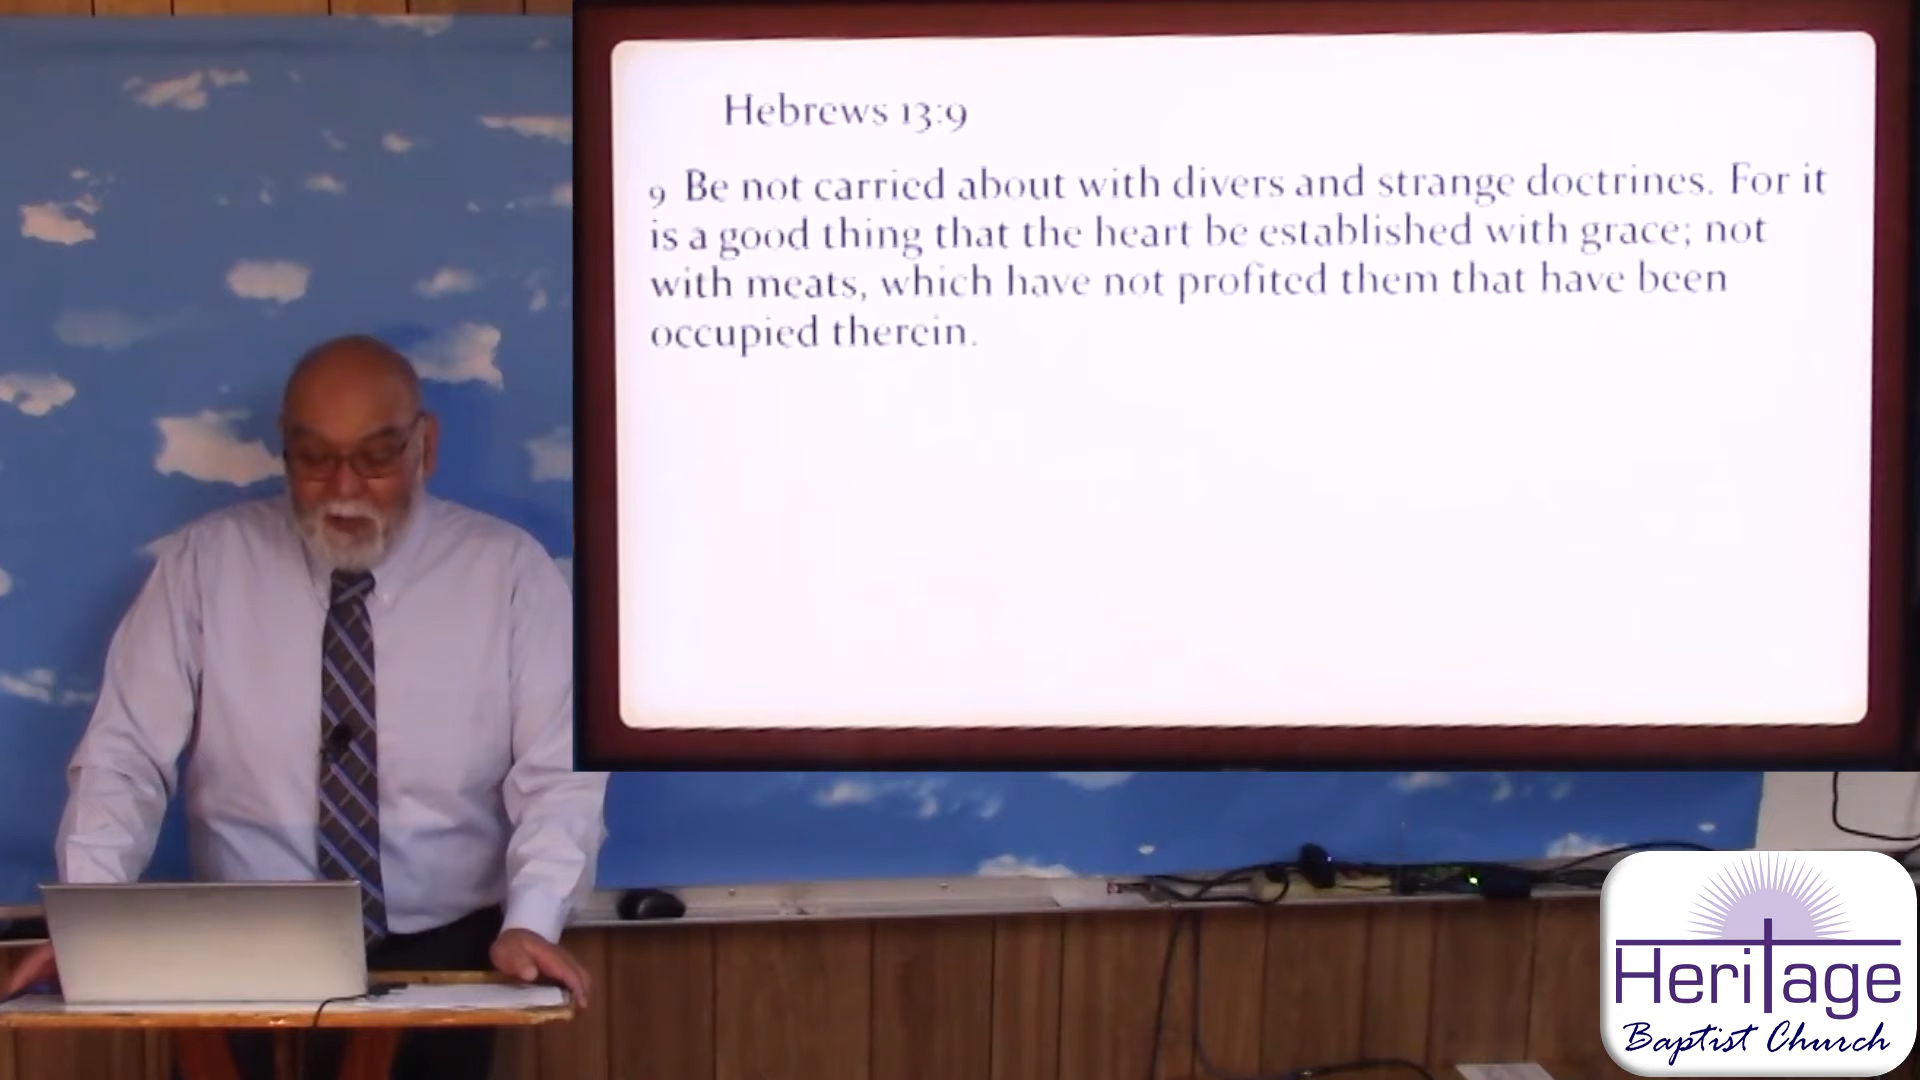 Hebrews 13:9
9 Be not carried about with divers and strange doctrines. For it
is a good thing that the heart be established with grace; not
with meats, which have not profited them that have been
occupied therein.
Heritage
Baptist Church